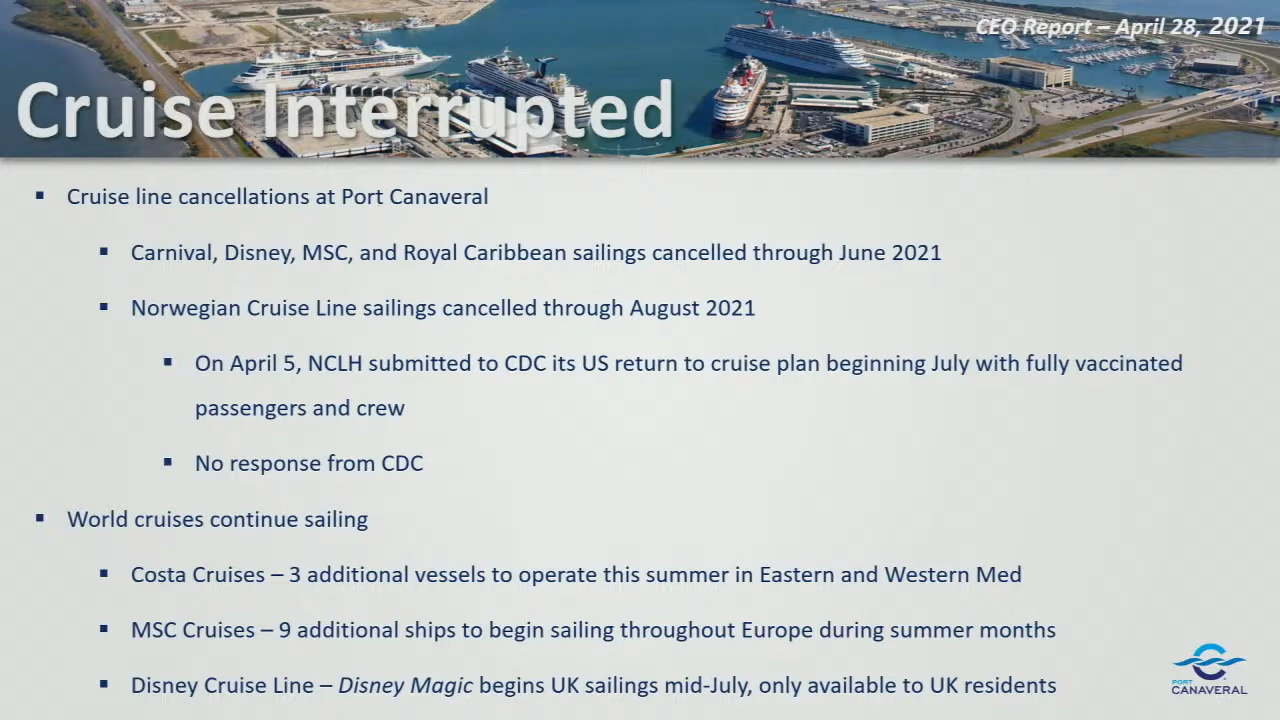 CEO Report – April 28, 2021
Cruise Interrupted
▪ Cruise line cancellations at Port Canaveral
▪ Carnival, Disney, MSC, and Royal Caribbean sailings cancelled through June 2021
▪ Norwegian Cruise Line sailings cancelled through August 2021
▪ On April 5, NCLH submitted to CDC its US return to cruise plan beginning July with fully vaccinated
passengers and crew
▪ No response from CDC
▪ World cruises continue sailing
▪ Costa Cruises – 3 additional vessels to operate this summer in Eastern and Western Med
▪ MSC Cruises – 9 additional ships to begin sailing throughout Europe during summer months
▪ Disney Cruise Line – Disney Magic begins UK sailings mid-July, only available to UK residents
PORT
CANAVERAL